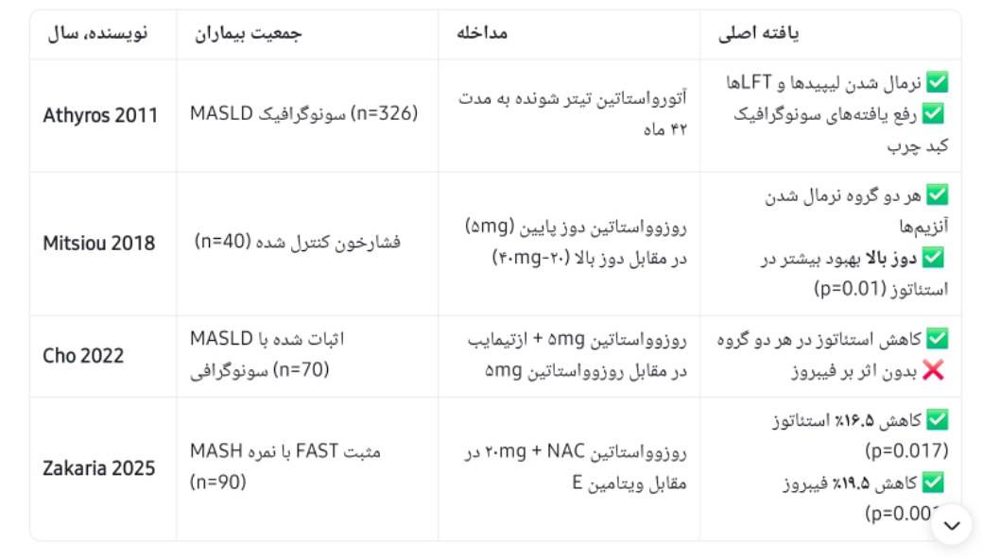 نویسنده، سال
جمعیت بیماران
مداخله
یافته اصلی
Athyros 2011
MASLD سونوگرافیک (n=326)
آتورواستاتین تیتر شونده به مدت
۴۲ ماه
✅ نرمال شدن لیپیدها و LFTها
✅ رفع یافته‌های سونوگرافیک
کبد چرب
Mitsiou 2018
فشارخون کنترل شده (n=40)
روزوواستاتین دوز پایین (۵mg)
در مقابل دوز بالا (۲۰-۴۰mg)
✅ هر دو گروه نرمال شدن
آنزیم‌ها
✅ دوز بالا بهبود بیشتر در
استئاتوز (p=0.01)
Cho 2022
MASLD اثبات شده با
سونوگرافی (n=70)
روزوواستاتین ۵mg + ازتیمایب
در مقابل روزوواستاتین ۵mg
✅ کاهش استئاتوز در هر دو گروه
❌ بدون اثر بر فیبروز
Zakaria 2025
MASH با نمره FAST مثبت
(n=90)
روزوواستاتین ۲۰mg + NAC در
مقابل ویتامین E
✅ کاهش ۱۶.۵٪ استئاتوز
(p=0.017)
✅ کاهش ۱۹.۵٪ فیبروز